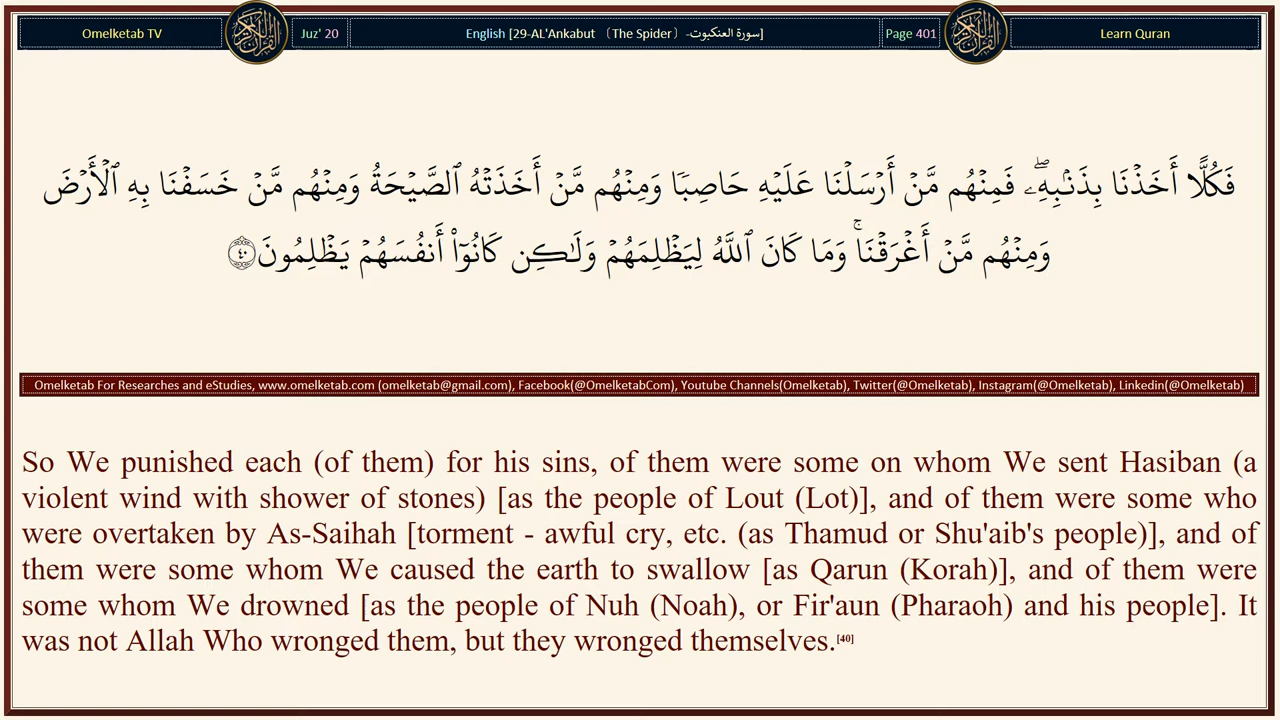 Omelketab TV
Juz' 20
English [29-AL'Ankabut （The Spider） -سورة العنكبوت]
Page 401
Learn Quran
فَكُلًّا أَخَذْنَا بِذَنۢبِهِۦۖ فَمِنْهُم مَّنْ أَرْسَلْنَا عَلَيْهِ حَاصِبًا وَمِنْهُم مَّنْ أَخَذَتْهُ ٱلصَّيْحَةُ وَمِنْهُم مَّنْ خَسَفْنَا بِهِ ٱلْأَرْضَ
وَمِنْهُم مَّنْ أَغْرَقْنَاۚ وَمَا كَانَ ٱللَّهُ لِيَظْلِمَهُمْ وَلَٰكِن كَانُوٓا۟ أَنفُسَهُمْ يَظْلِمُونَ ٤٠
Omelketab For Researches and eStudies, www.omelketab.com (omelketab@gmail.com), Facebook(@OmelketabCom), Youtube Channels(Omelketab), Twitter(@Omelketab), Instagram(@Omelketab), Linkedin(@Omelketab)
So We punished each (of them) for his sins, of them were some on whom We sent Hasiban (a
violent wind with shower of stones) [as the people of Lout (Lot)], and of them were some who
were overtaken by As-Saihah [torment - awful cry, etc. (as Thamud or Shu'aib's people)], and of
them were some whom We caused the earth to swallow [as Qarun (Korah)], and of them were
some whom We drowned [as the people of Nuh (Noah), or Fir'aun (Pharaoh) and his people]. It
was not Allah Who wronged them, but they wronged themselves.[40]